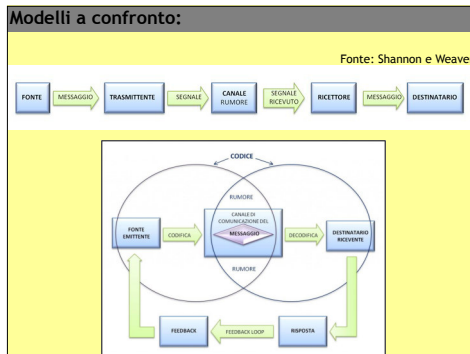 Modelli a confronto:
Fonte: Shannon e Weave
FONTE
MESSAGGIO
TRASMITTENTE
SEGNALE
CANALE
RUMORE
SEGNALE
RICEVUTO
RICETTORE
MESSAGGIO
DESTINATARIO
CODICE
RUMORE
CANALE DI
COMUNICAZIONE DEL
MESSAGGIO
FONTE
EMITTENTE
CODIFICA
DECODIFICA
DESTINATARIO
RICEVENTE
RUMORE
FEEDBACK
FEEDBACK LOOP
RISPOSTA